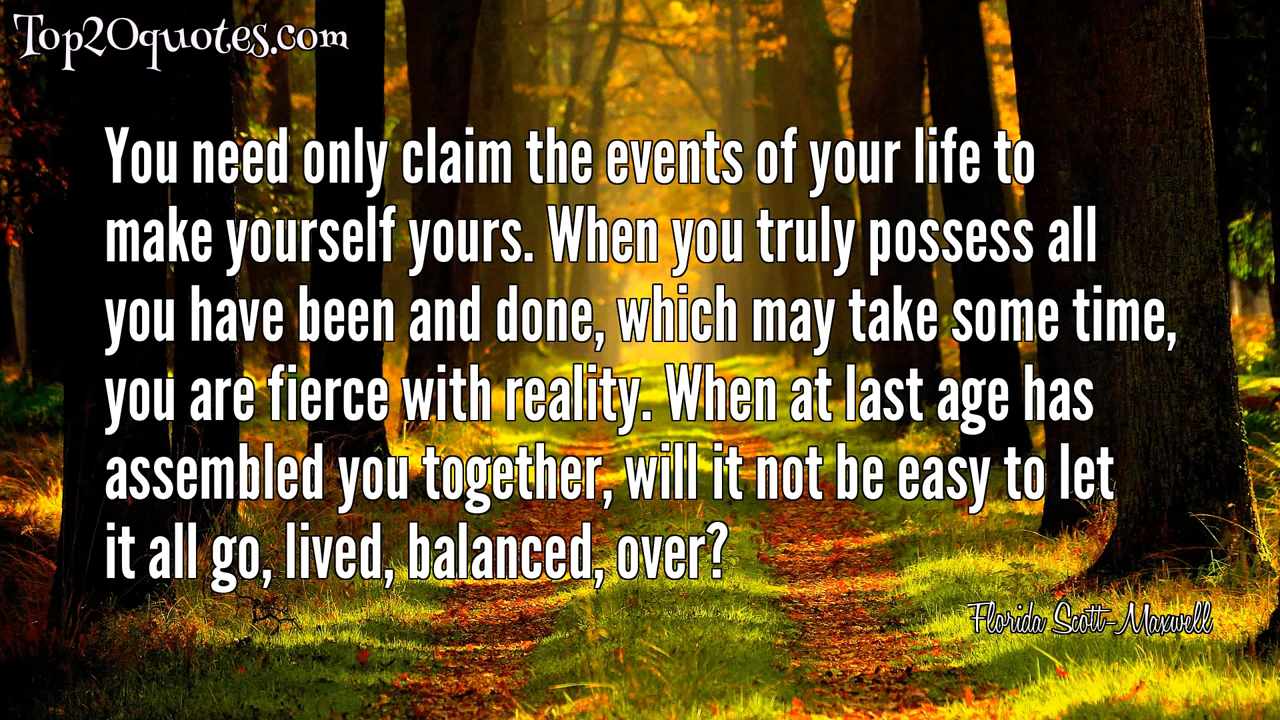 Top20quotes.com
You need only claim the events of your life to
make yourself yours. When you truly possess all
you have been and done, which may take some time,
you are fierce with reality. When at last age has
assembled you together, will it not be easy to let
it all go, lived, balanced, over?
Florida Scott-Maxwell